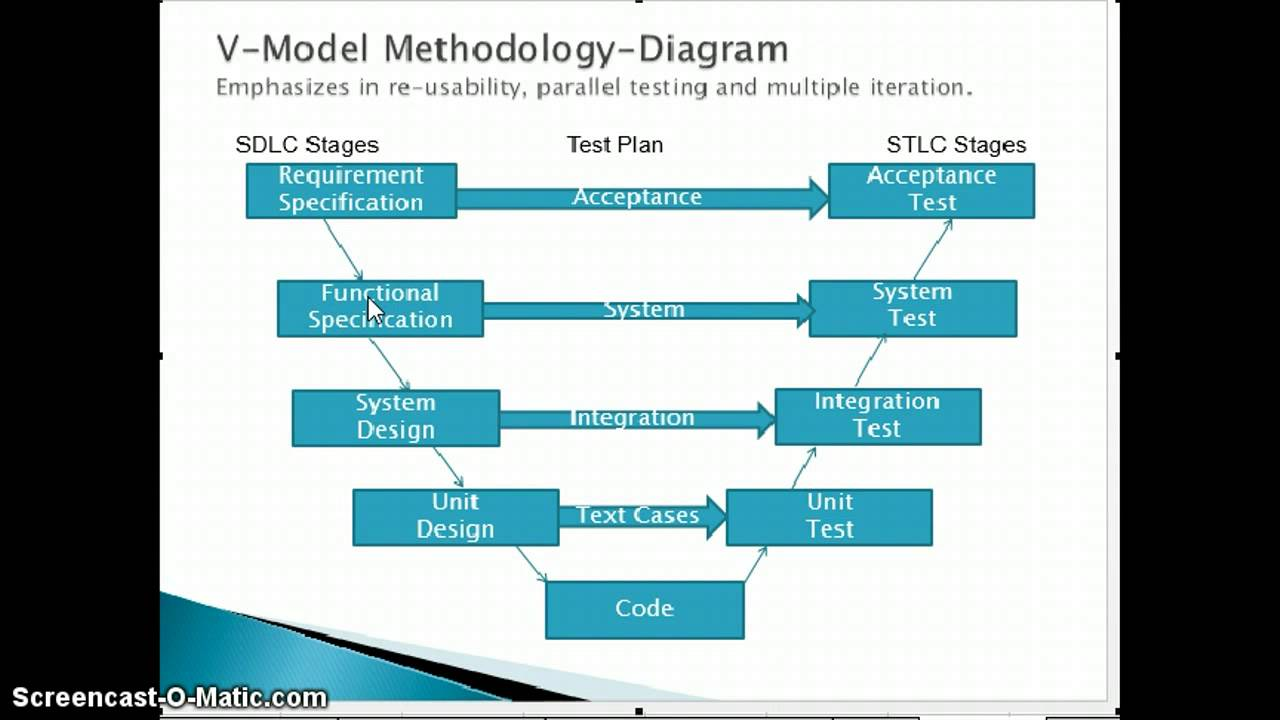 V-Model Methodology-Diagram
Emphasizes in re-usability, parallel testing and multiple iteration.
SDLC Stages
Test Plan
STLC Stages
Requirement
Specification
Acceptance
Acceptance
Test
Functional
Specification
System
System
Test
System
Design
Integration
Integration
Test
Unit
Design
Text Cases
Unit
Test
Code
Screencast-O-Matic.com